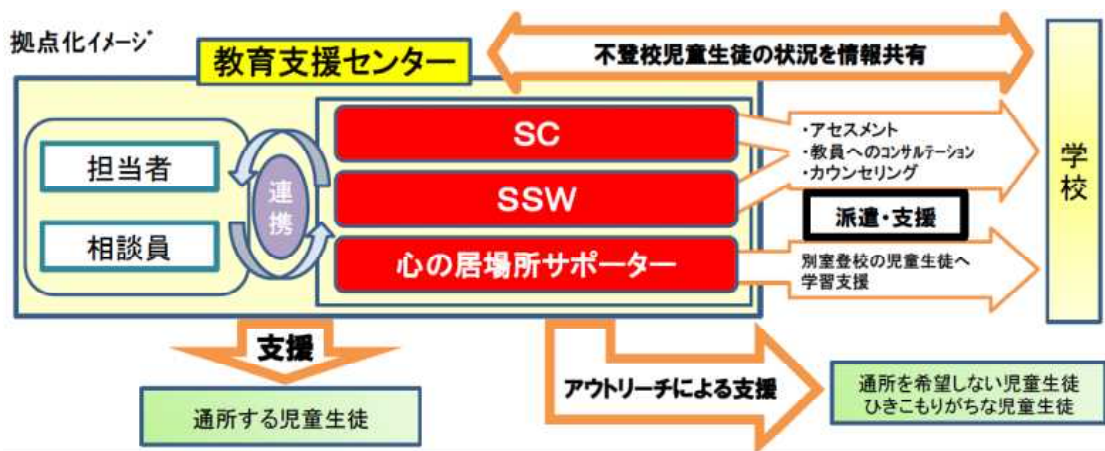 拠点化イメージ
教育支援センター
不登校児童生徒の状況を情報共有
担当者
相談員
連携
SC
SSW
心の居場所サポーター
・アセスメント
・教員へのコンサルテーション
・カウンセリング
派遣・支援
別室登校の児童生徒へ
学習支援
学校
支援
通所する児童生徒
アウトリーチによる支援
通所を希望しない児童生徒
ひきこもりがちな児童生徒